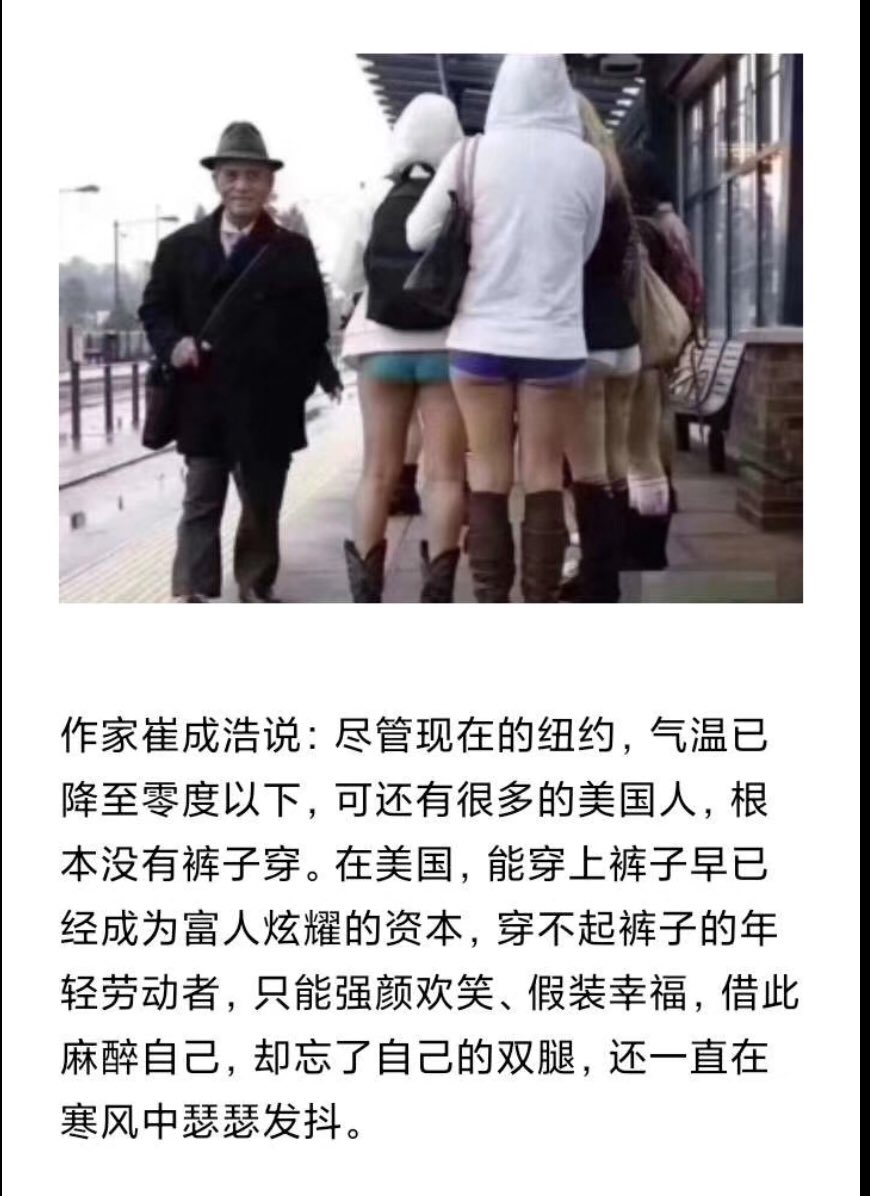 作家崔成浩说：尽管现在的纽约，气温已
降至零度以下，可还有很多的美国人，根
本没有裤子穿。在美国，能穿上裤子早已
经成为富人炫耀的资本，穿不起裤子的年
轻劳动者，只能强颜欢笑、假装幸福，借此
麻醉自己，却忘了自己的双腿，还一直在
寒风中瑟瑟发抖。